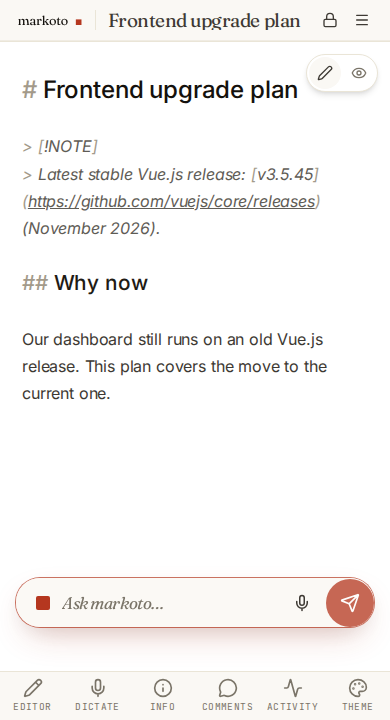 markoto
Frontend upgrade plan
# Frontend upgrade plan
> [!NOTE]
> Latest stable Vue.js release: [v3.5.45]
(https://github.com/vuejs/core/releases)
(November 2026).
## Why now
Our dashboard still runs on an old Vue.js
release. This plan covers the move to the
current one.
Ask markoto...
EDITOR
DICTATE
INFO
COMMENTS
ACTIVITY
THEME